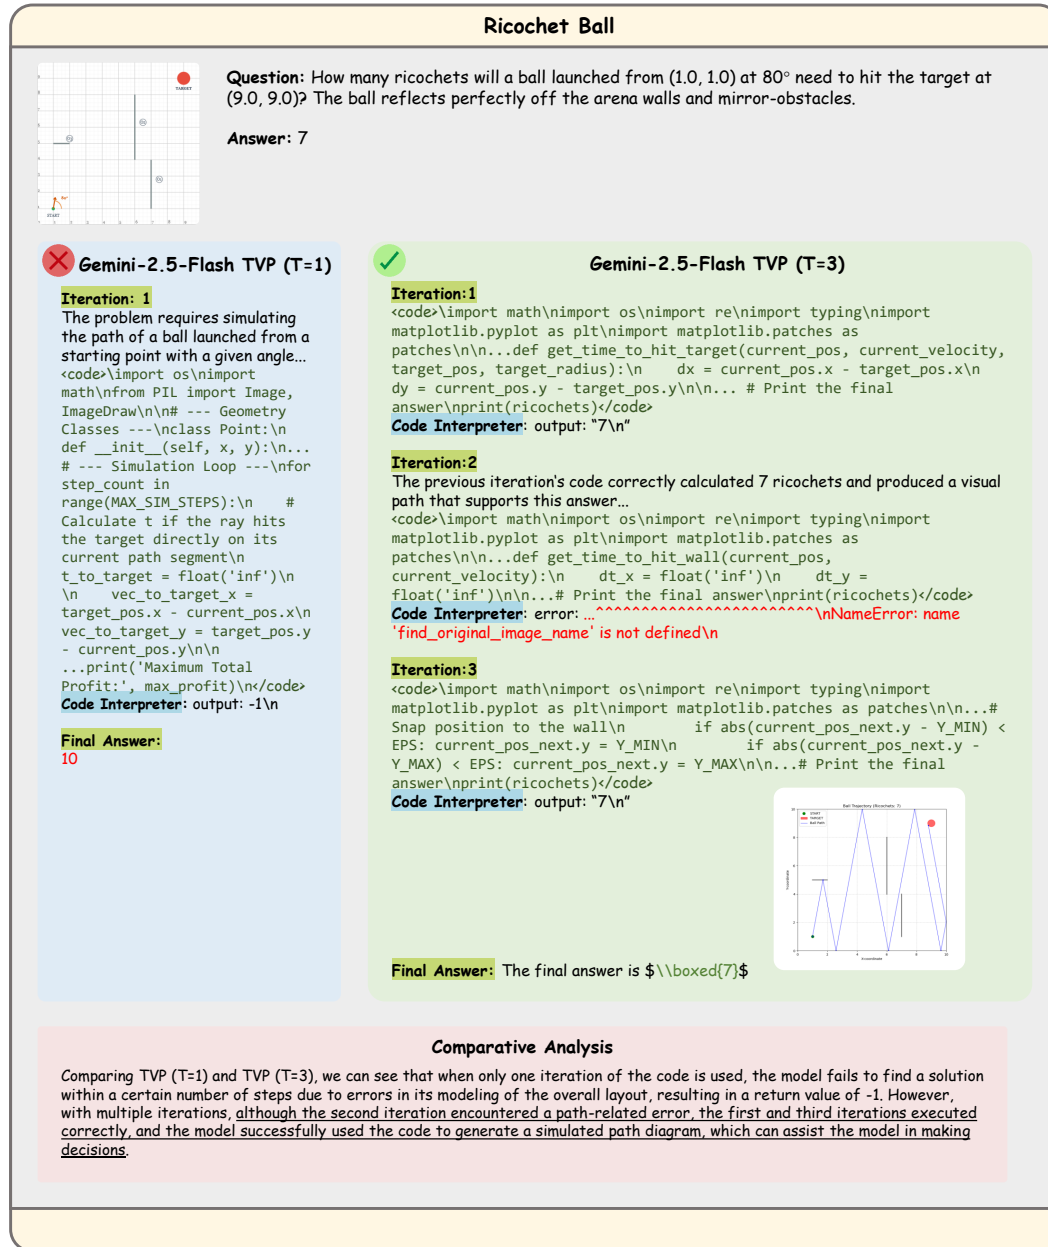 Ricochet Ball
TARGET
START
Question: How many ricochets will a ball launched from (1.0, 1.0) at 80° need to hit the target at
(9.0, 9.0)? The ball reflects perfectly off the arena walls and mirror-obstacles.
Answer: 7
Gemini-2.5-Flash TVP (T=1)
Iteration: 1
The problem requires simulating
the path of a ball launched from a
starting point with a given angle...
<code>\import os\nimport
math\nfrom PIL import Image,
ImageDraw\n\n# --- Geometry
Classes ---\nclass Point:\n
def __init__(self, x, y):\n...
# --- Simulation Loop ---\nfor
step_count in
range(MAX_SIM_STEPS):\n    #
Calculate t if the ray hits
the target directly on its
current path segment\n
t_to_target = float('inf')\n
\n    vec_to_target_x =
target_pos.x - current_pos.x\n
vec_to_target_y = target_pos.y
- current_pos.y\n\n
...print('Maximum Total
Profit:', max_profit)\n</code>
Code Interpreter: output: -1\n
Final Answer:
10
Gemini-2.5-Flash TVP (T=3)
Iteration:1
<code>\import math\nimport os\nimport re\nimport typing\nimport
matplotlib.pyplot as plt\nimport matplotlib.patches as
patches\n\n...def get_time_to_hit_target(current_pos, current_velocity,
target_pos, target_radius):\n    dx = current_pos.x - target_pos.x\n
dy = current_pos.y - target_pos.y\n\n... # Print the final
answer\nprint(ricochets)</code>
Code Interpreter: output: “7\n”
Iteration:2
The previous iteration's code correctly calculated 7 ricochets and produced a visual
path that supports this answer...
<code>\import math\nimport os\nimport re\nimport typing\nimport
matplotlib.pyplot as plt\nimport matplotlib.patches as
patches\n\n...def get_time_to_hit_wall(current_pos,
current_velocity):\n    dt_x = float('inf')\n    dt_y =
float('inf')\n\n...# Print the final answer\nprint(ricochets)</code>
Code Interpreter: error: ...^^^^^^^^^^^^^^^^^^^^^^^^\nNameError: name
'find_original_image_name' is not defined\n
Iteration:3
<code>\import math\nimport os\nimport re\nimport typing\nimport
matplotlib.pyplot as plt\nimport matplotlib.patches as patches\n\n...#
Snap position to the wall\n        if abs(current_pos_next.y - Y_MIN) <
EPS: current_pos_next.y = Y_MIN\n        if abs(current_pos_next.y -
Y_MAX) < EPS: current_pos_next.y = Y_MAX\n\n...# Print the final
answer\nprint(ricochets)</code>
Code Interpreter: output: “7\n”
Ball Trajectory (Ricochets: 7)
START
TARGET
Ball Path
Final Answer: The final answer is $\\boxed{7}$
Comparative Analysis
Comparing TVP (T=1) and TVP (T=3), we can see that when only one iteration of the code is used, the model fails to find a solution
within a certain number of steps due to errors in its modeling of the overall layout, resulting in a return value of -1. However,
with multiple iterations, although the second iteration encountered a path-related error, the first and third iterations executed
correctly, and the model successfully used the code to generate a simulated path diagram, which can assist the model in making
decisions.